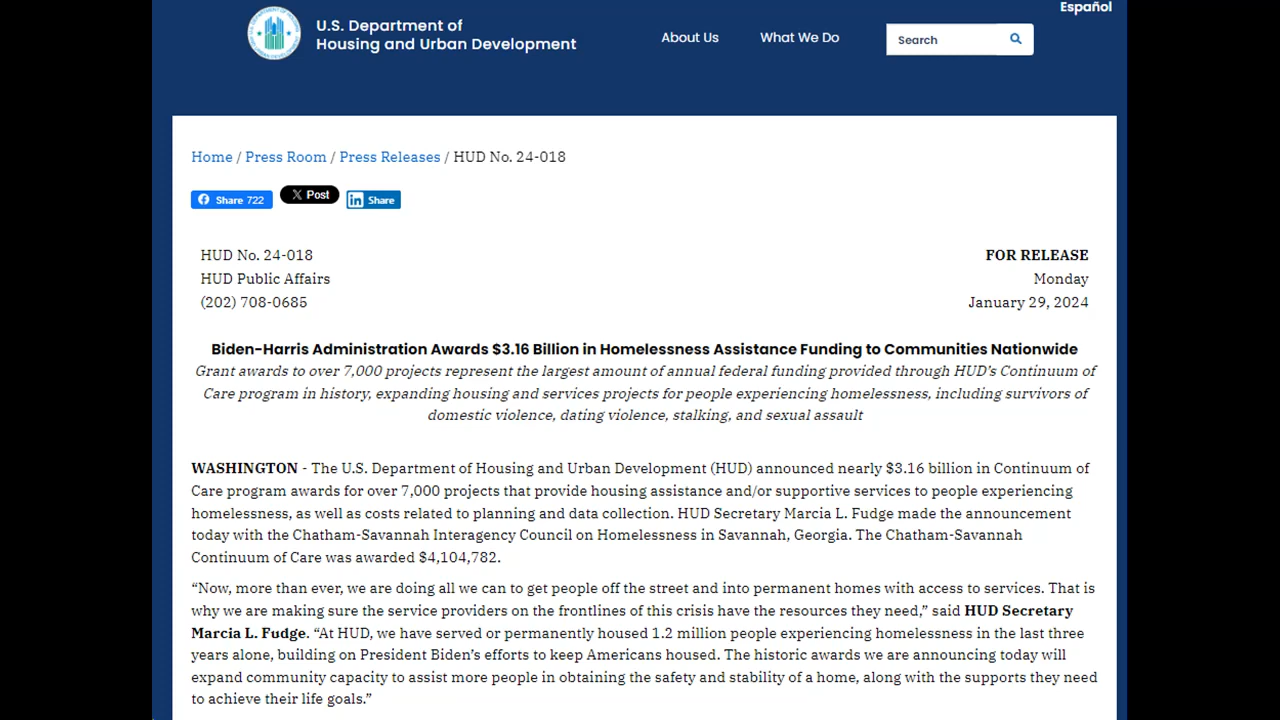 Español
U.S. Department of
Housing and Urban Development
About Us
What We Do
Search
Home / Press Room / Press Releases / HUD No. 24-018
Share 722
Post
in Share
HUD No. 24-018
FOR RELEASE
HUD Public Affairs
Monday
(202) 708-0685
January 29, 2024
Biden-Harris Administration Awards $3.16 Billion in Homelessness Assistance Funding to Communities Nationwide
Grant awards to over 7,000 projects represent the largest amount of annual federal funding provided through HUD's Continuum of
Care program in history, expanding housing and services projects for people experiencing homelessness, including survivors of
domestic violence, dating violence, stalking, and sexual assault
WASHINGTON - The U.S. Department of Housing and Urban Development (HUD) announced nearly $3.16 billion in Continuum of
Care program awards for over 7,000 projects that provide housing assistance and/or supportive services to people experiencing
homelessness, as well as costs related to planning and data collection. HUD Secretary Marcia L. Fudge made the announcement
today with the Chatham-Savannah Interagency Council on Homelessness in Savannah, Georgia. The Chatham-Savannah
Continuum of Care was awarded $4,104,782.
“Now, more than ever, we are doing all we can to get people off the street and into permanent homes with access to services. That is
why we are making sure the service providers on the frontlines of this crisis have the resources they need,” said HUD Secretary
Marcia L. Fudge. “At HUD, we have served or permanently housed 1.2 million people experiencing homelessness in the last three
years alone, building on President Biden’s efforts to keep Americans housed. The historic awards we are announcing today will
expand community capacity to assist more people in obtaining the safety and stability of a home, along with the supports they need
to achieve their life goals.”